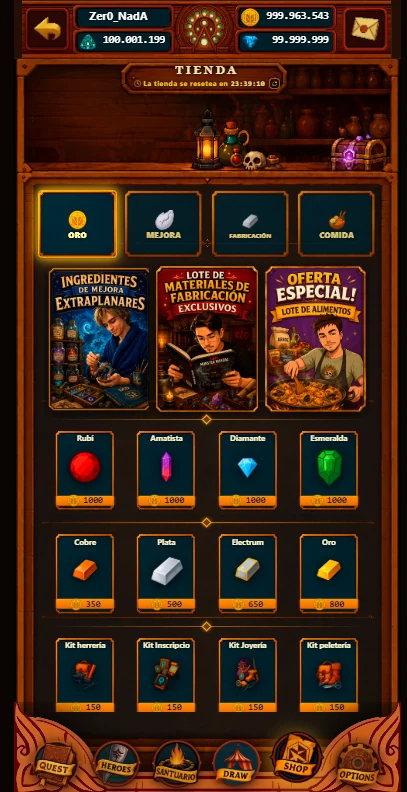 Zer0_NadA
100.001.199
999.963.543
99.999.999
TIENDA
La tienda se resetea en 23:39:10
ORO
MEJORA
FABRICACIÓN
COMIDA
INGREDIENTES
DE MEJORA
EXTRAPLANARES
LOTE DE
MATERIALES DE
FABRICACIÓN
EXCLUSIVOS
OFERTA
ESPECIAL!
LOTE DE ALIMENTOS
Rubí
Amatista
Diamante
Esmeralda
1000
1000
1000
1000
Cobre
Plata
Electrum
Oro
350
500
650
800
Kit herrería
Kit Inscripcio
Kit Joyería
Kit peletería
150
150
150
150
QUEST
HEROES
SANTUARIO
DRAW
SHOP
OPTIONS